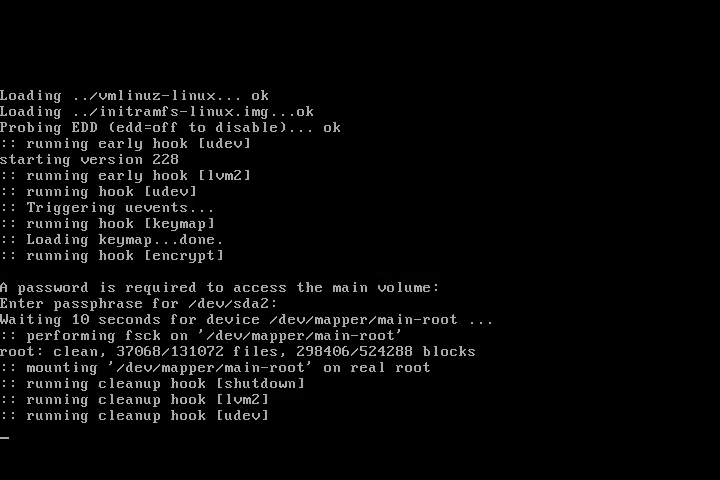 Loading ../vmlinuz-linux... ok
Loading ../initramfs-linux.img...ok
Probing EDD (edd=off to disable)... ok
:: running early hook [udev]
starting version 228
:: running early hook [lvm2]
:: running hook [udev]
:: Triggering uevents...
:: running hook [keymap]
:: Loading keymap...done.
:: running hook [encrypt]

A password is required to access the main volume:
Enter passphrase for /dev/sda2:
Waiting 10 seconds for device /dev/mapper/main-root ...
:: performing fsck on '/dev/mapper/main-root'
root: clean, 37068/131072 files, 298406/524288 blocks
:: mounting '/dev/mapper/main-root' on real root
:: running cleanup hook [shutdown]
:: running cleanup hook [lvm2]
:: running cleanup hook [udev]